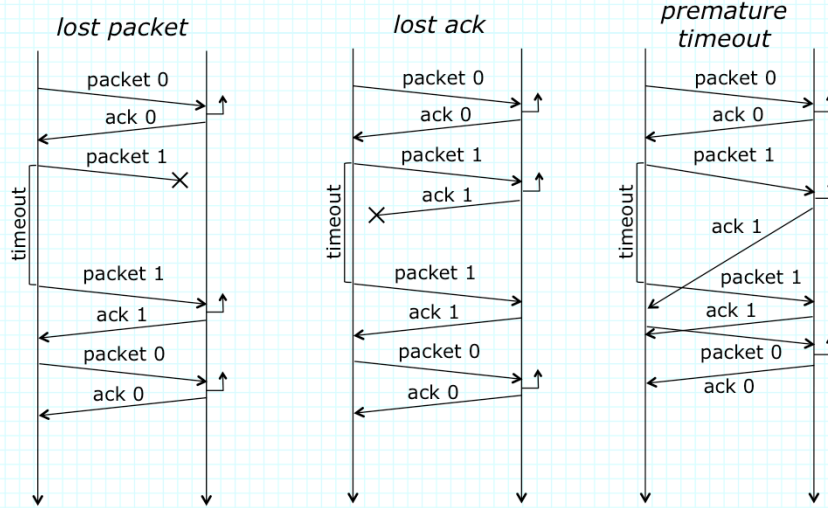 lost packet
packet 0
ack 0
packet 1
timeout
packet 1
ack 1
packet 0
ack 0
lost ack
packet 0
ack 0
packet 1
ack 1
timeout
packet 1
ack 1
packet 0
ack 0
premature
timeout
packet 0
ack 0
packet 1
timeout
ack 1
packet 1
ack 1
packet 0
ack 0